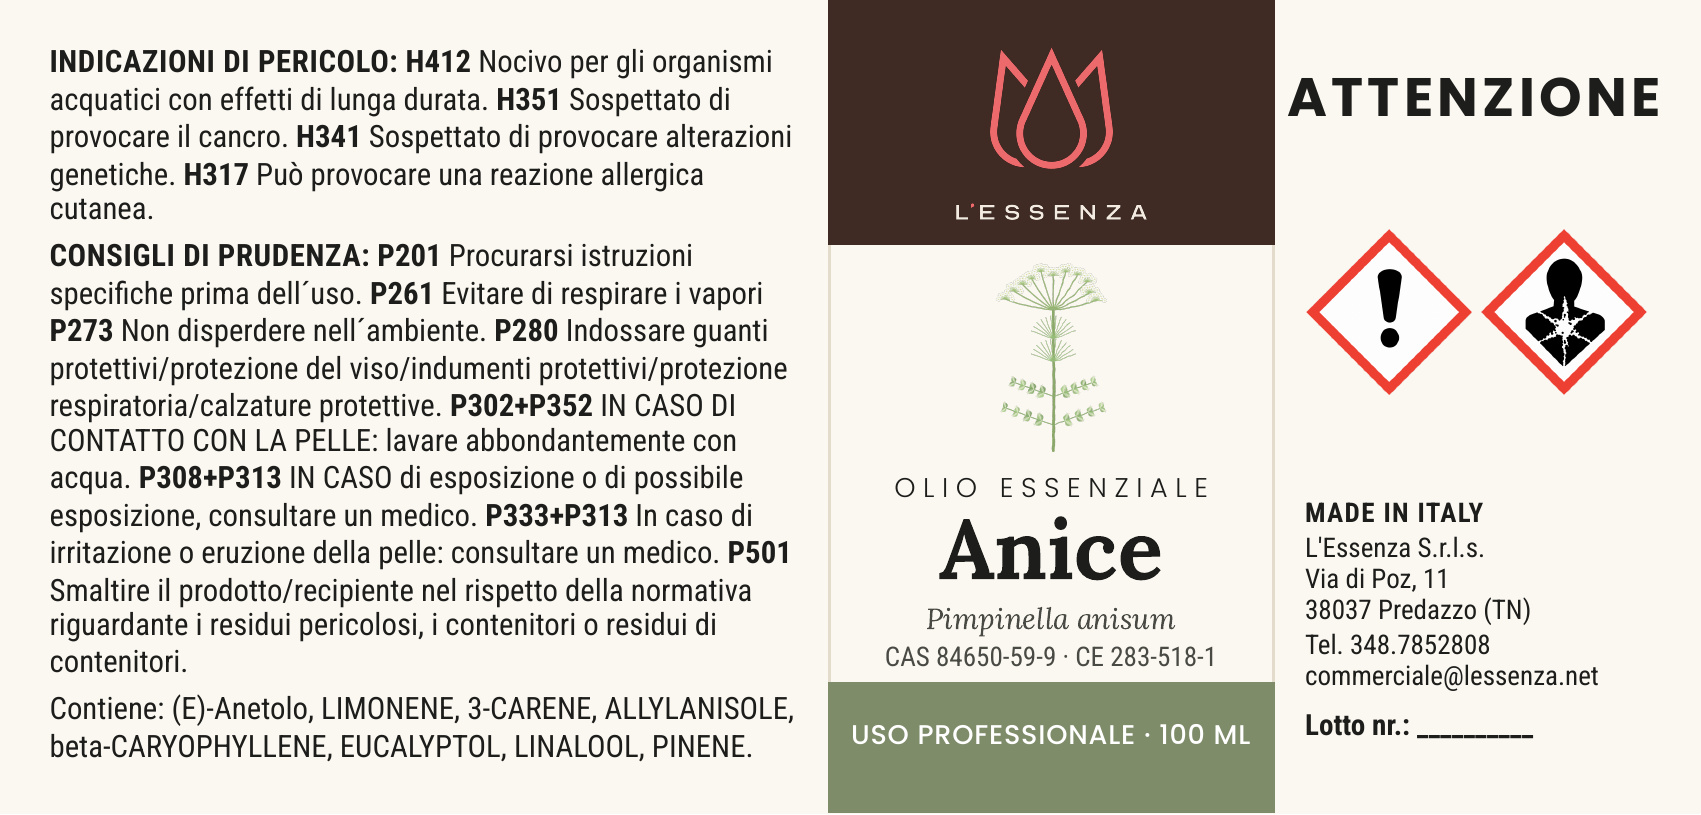 INDICAZIONI DI PERICOLO: H412 Nocivo per gli organismi
acquatici con effetti di lunga durata. H351 Sospettato di
provocare il cancro. H341 Sospettato di provocare alterazioni
genetiche. H317 Può provocare una reazione allergica
cutanea.
CONSIGLI DI PRUDENZA: P201 Procurarsi istruzioni
specifiche prima dell´uso. P261 Evitare di respirare i vapori
P273 Non disperdere nell´ambiente. P280 Indossare guanti
protettivi/protezione del viso/indumenti protettivi/protezione
respiratoria/calzature protettive. P302+P352 IN CASO DI
CONTATTO CON LA PELLE: lavare abbondantemente con
acqua. P308+P313 IN CASO di esposizione o di possibile
esposizione, consultare un medico. P333+P313 In caso di
irritazione o eruzione della pelle: consultare un medico. P501
Smaltire il prodotto/recipiente nel rispetto della normativa
riguardante i residui pericolosi, i contenitori o residui di
contenitori.
Contiene: (E)-Anetolo, LIMONENE, 3-CARENE, ALLYLANISOLE,
beta-CARYOPHYLLENE, EUCALYPTOL, LINALOOL, PINENE.
L'ESSENZA
OLIO ESSENZIALE
Anice
Pimpinella anisum
CAS 84650-59-9 · CE 283-518-1
USO PROFESSIONALE · 100 ML
ATTENZIONE
MADE IN ITALY
L'Essenza S.r.l.s.
Via di Poz, 11
38037 Predazzo (TN)
Tel. 348.7852808
commerciale@lessenza.net
Lotto nr.: __________